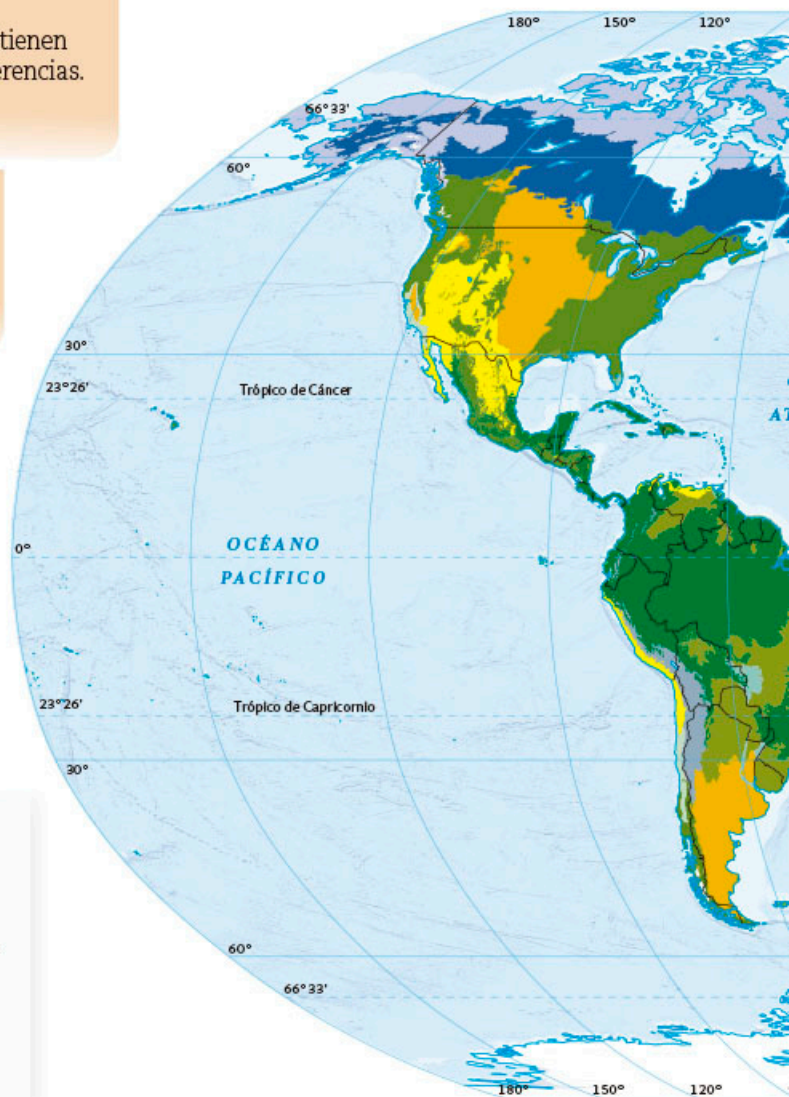 tienen
erencias.
180°
150°
120°
66°33'
60°
30°
23°26'
Trópico de Cáncer
AT
0°
OCÉANO
PACÍFICO
23°26'
Trópico de Capricornio
30°
60°
66°33'
180°
150°
120°